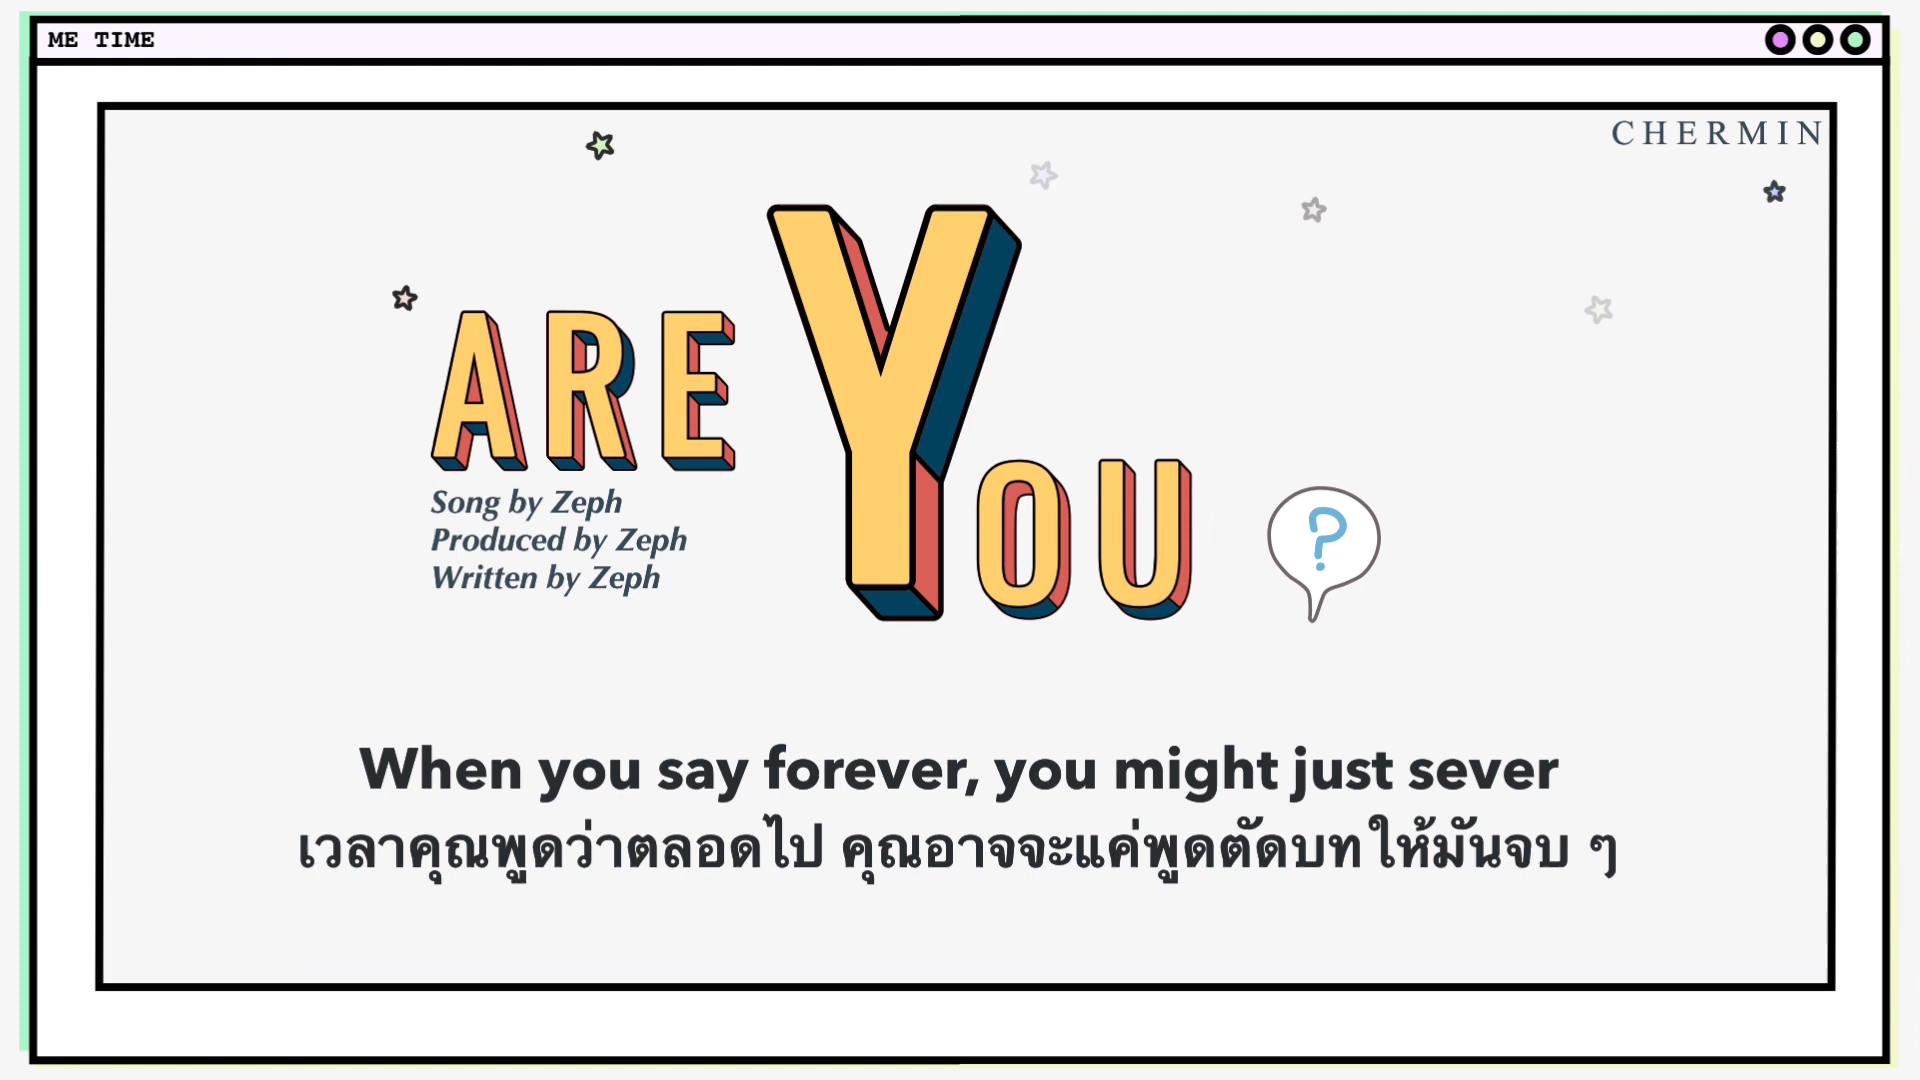 ME TIME
CHERMIN
ARE YOU ?
Song by Zeph
Produced by Zeph
Written by Zeph
When you say forever, you might just sever
เวลาคุณพูดว่าตลอดไป คุณอาจจะแค่พูดตัดบทให้มันจบ ๆ